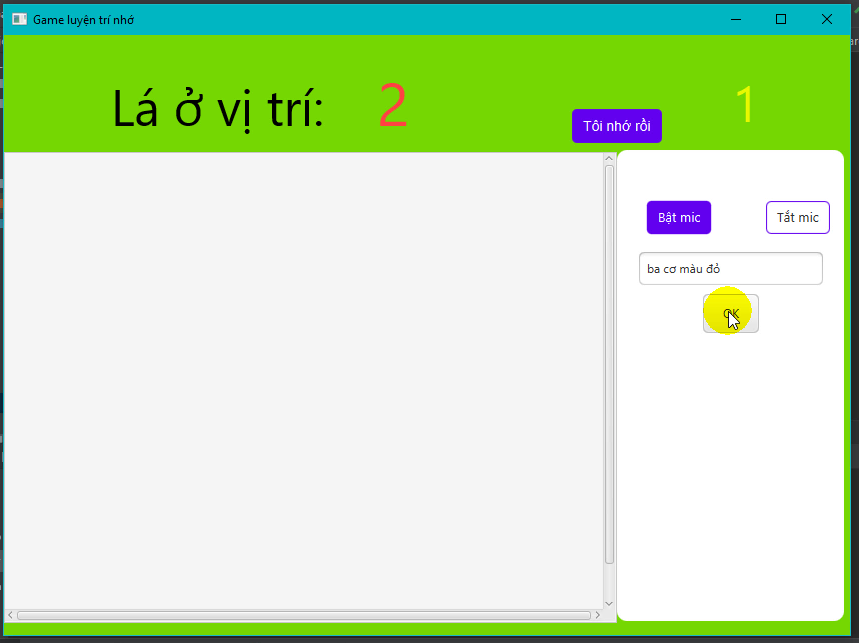 Game luyện trí nhớ
Lá ở vị trí: 2
1
Tôi nhớ rồi
Bật mic
Tắt mic
ba cơ màu đỏ
OK